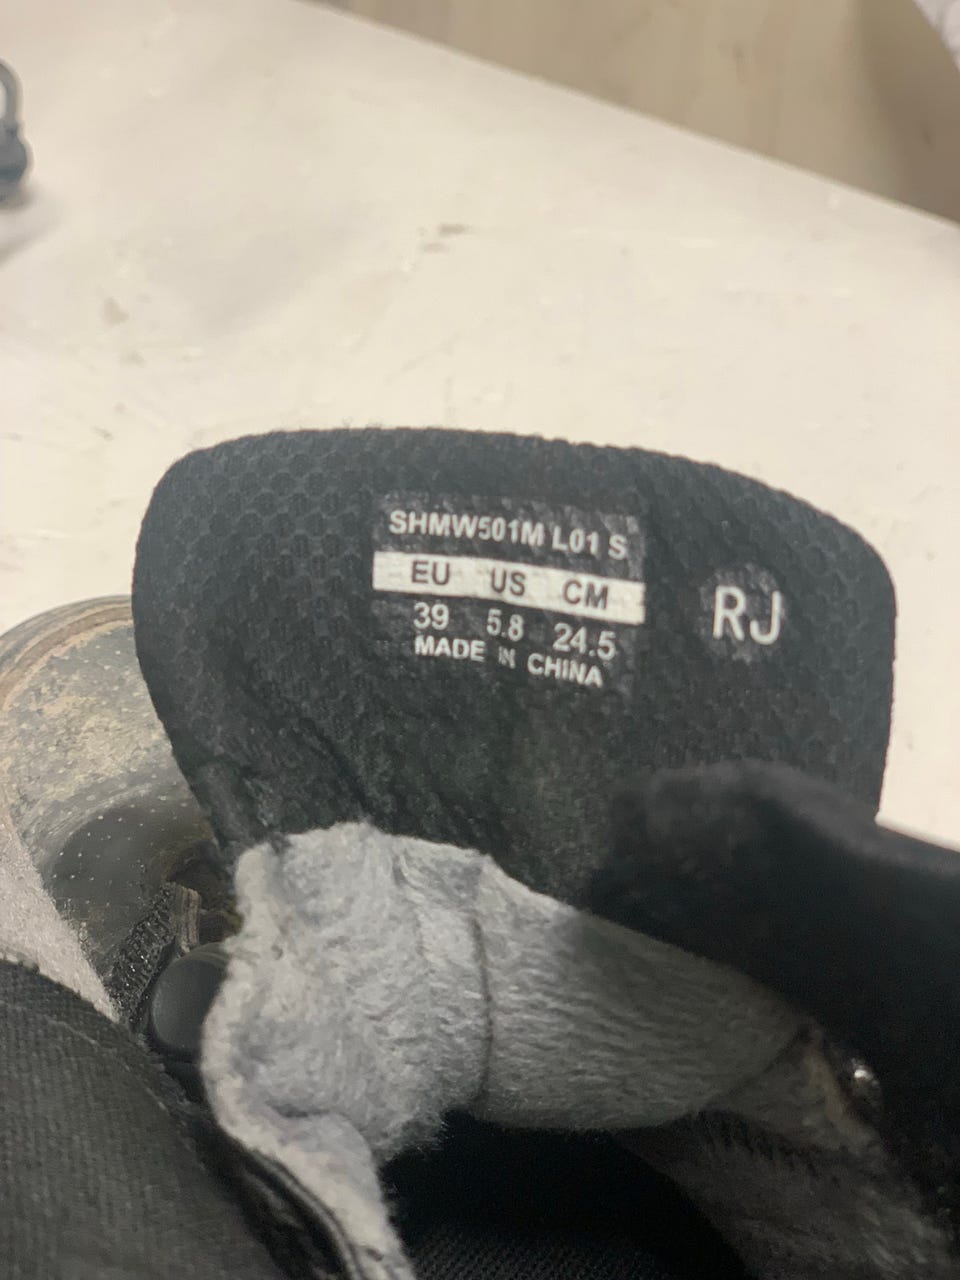 SHMW501M L01 S
EU US CM
39 5.8 24.5
MADE IN CHINA
RJ